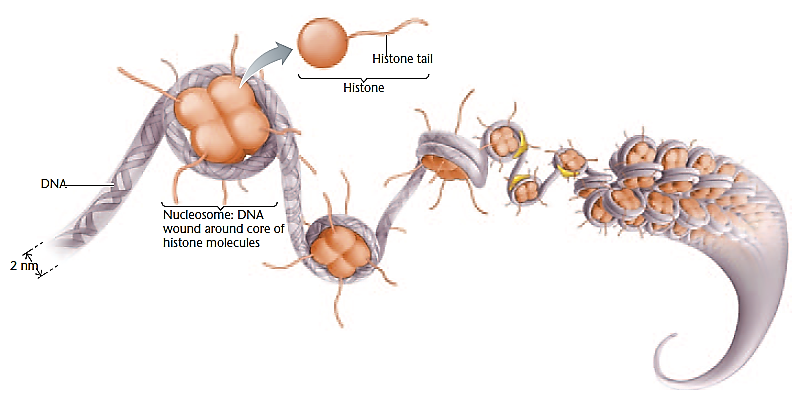 Histone tail
Histone
DNA
Nucleosome: DNA
wound around core of
histone molecules
2 nm